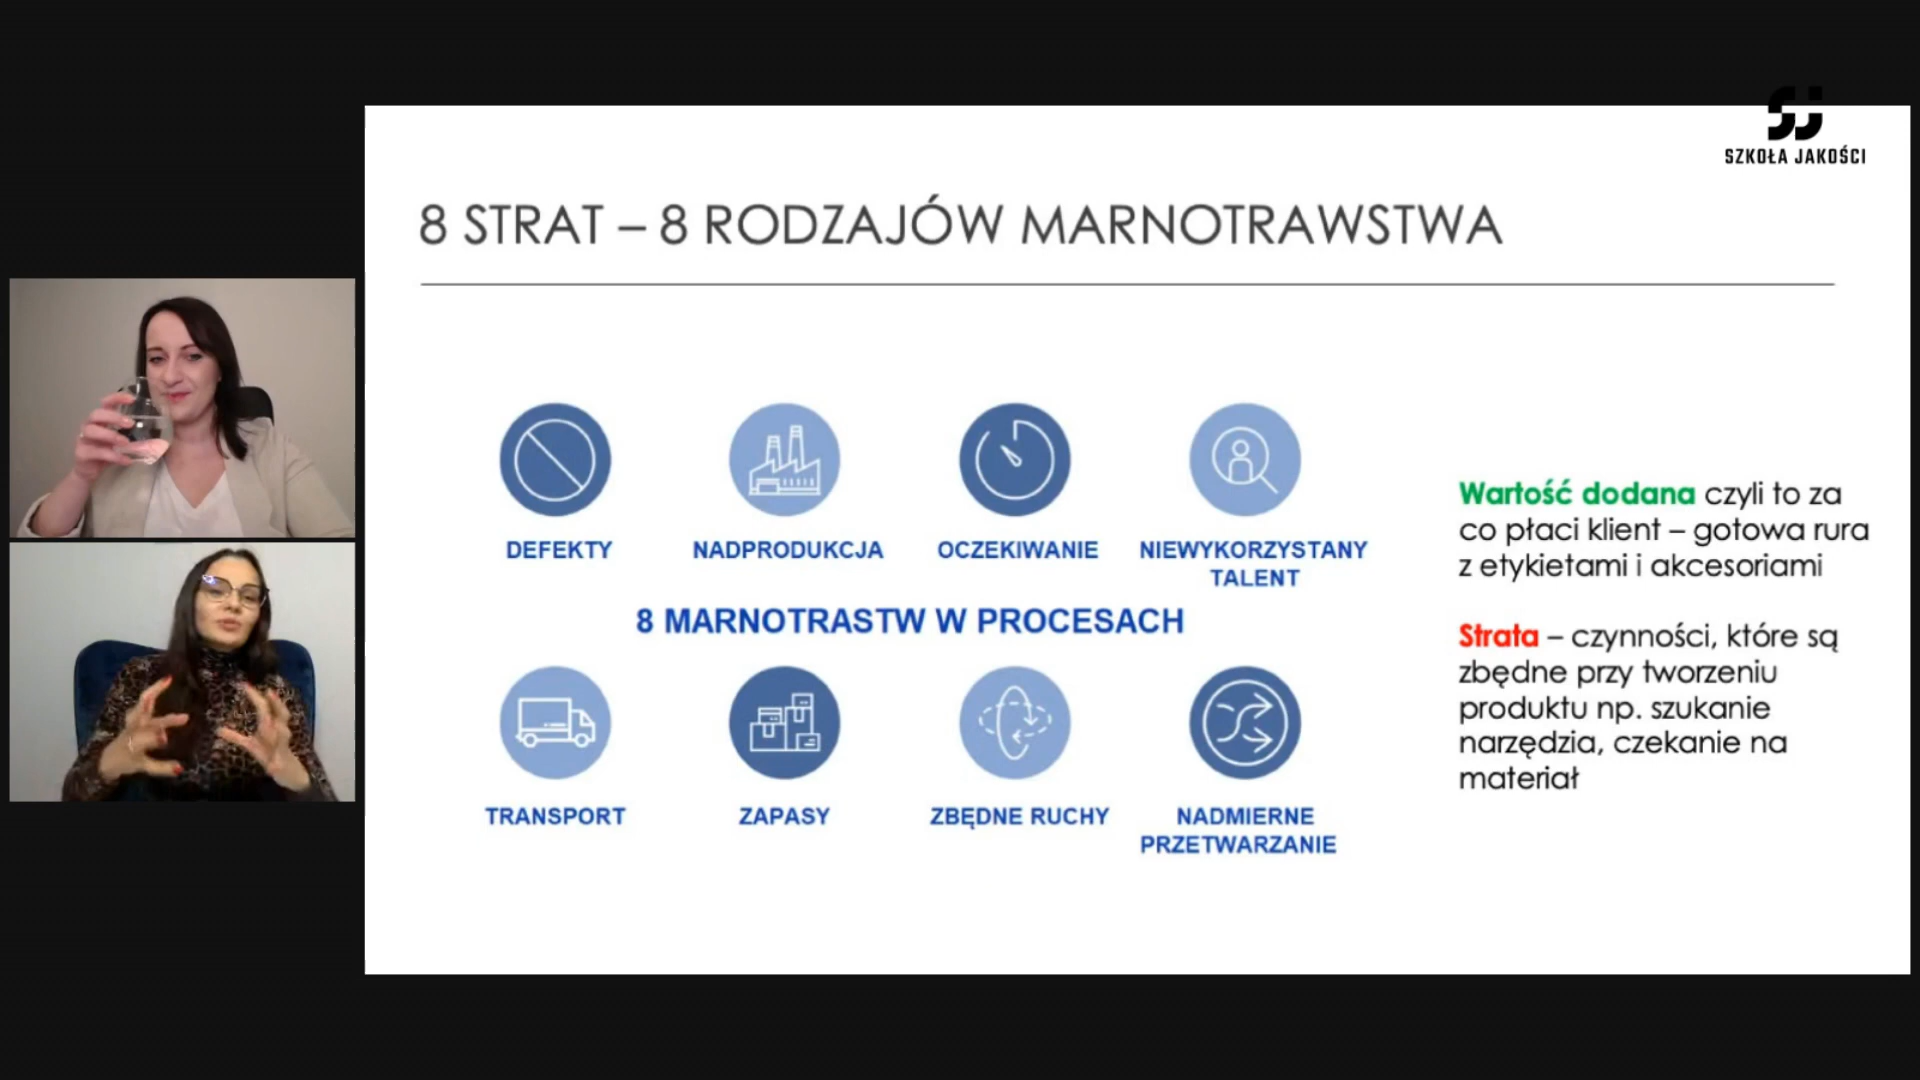 SZKOŁA JAKOŚCI
8 STRAT – 8 RODZAJÓW MARNOTRAWSTWA
DEFEKTY
NADPRODUKCJA
OCZEKIWANIE
NIEWYKORZYSTANY
TALENT
8 MARNOTRASTW W PROCESACH
TRANSPORT
ZAPASY
ZBĘDNE RUCHY
NADMIERNE
PRZETWARZANIE
Wartość dodana czyli to za
co płaci klient – gotowa rura
z etykietami i akcesoriami
Strata – czynności, które są
zbędne przy tworzeniu
produktu np. szukanie
narzędzia, czekanie na
materiał